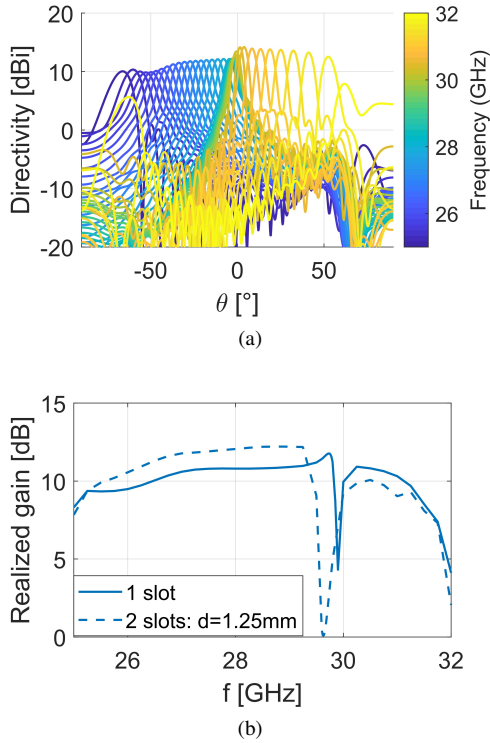 20
10
0
-10
-20
Directivity [dBi]
-50
0
50
θ [°]
32
30
28
26
Frequency (GHz)
(a)
15
10
5
0
Realized gain [dB]
1 slot
2 slots: d=1.25mm
26
28
30
32
f [GHz]
(b)